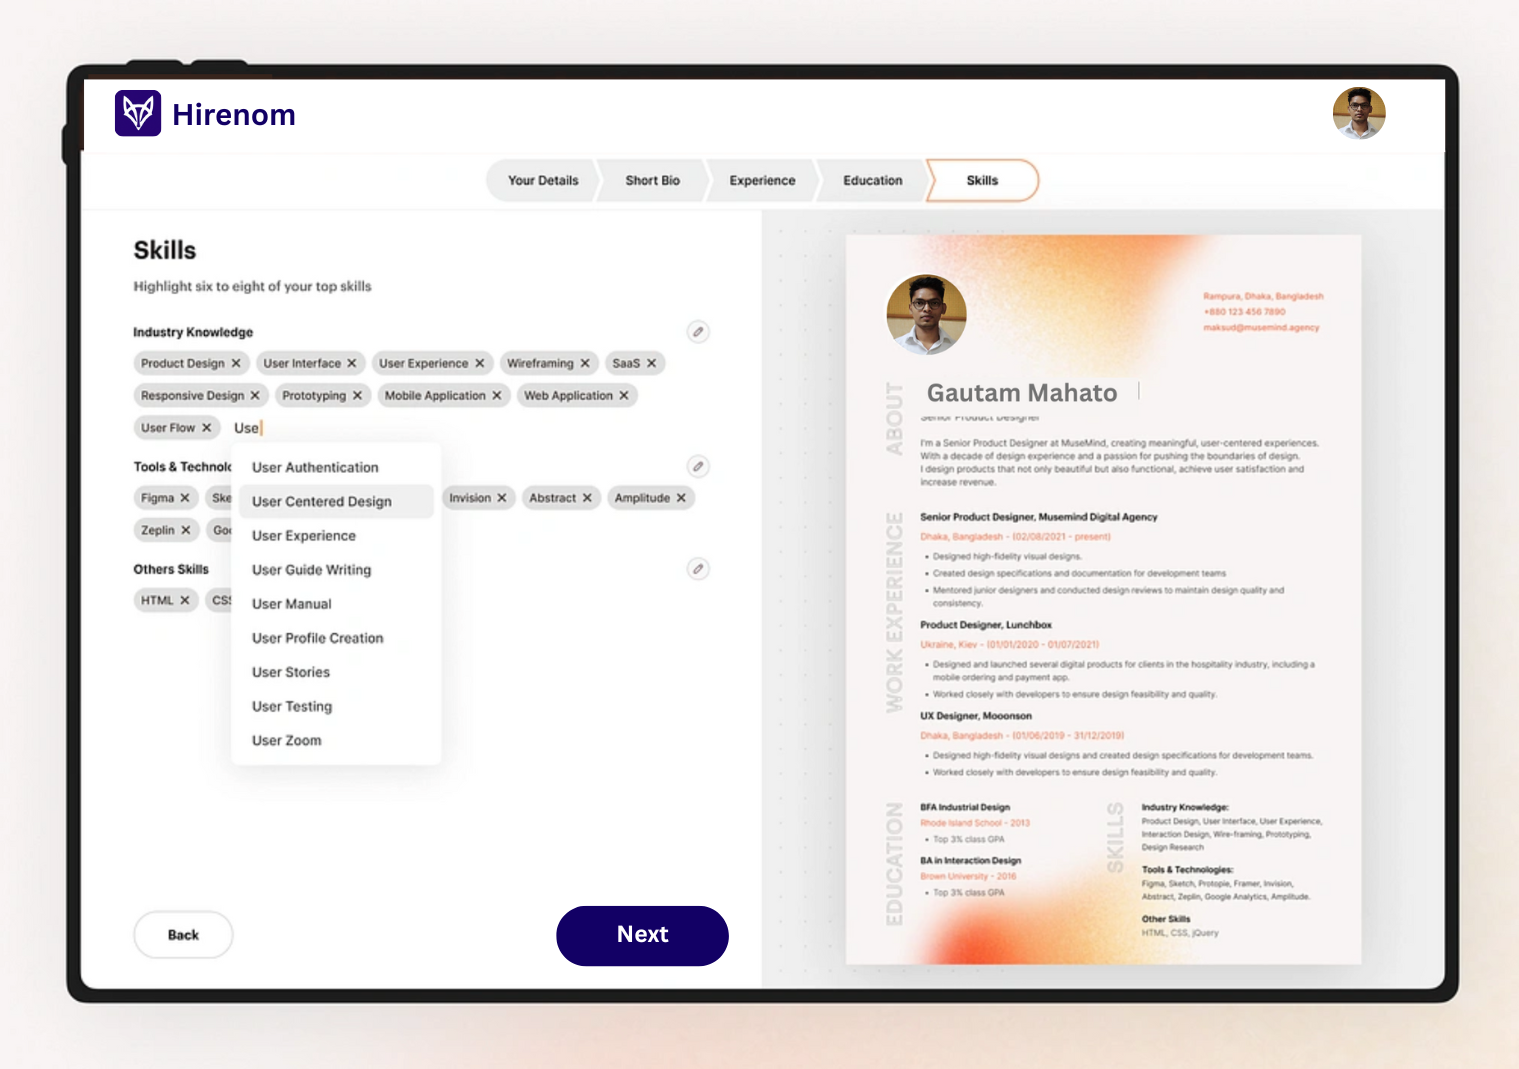 Hirenom
Your Details
Short Bio
Experience
Education
Skills
Skills
Highlight six to eight of your top skills
Industry Knowledge
Product Design ✕ User Interface ✕ User Experience ✕ Wireframing ✕ SaaS ✕
Responsive Design ✕ Prototyping ✕ Mobile Application ✕ Web Application ✕
User Flow ✕ Use
Tools & Technolo
Figma ✕ Ske Invision ✕ Abstract ✕ Amplitude ✕
Zeplin ✕ Goo
Others Skills
HTML ✕ CSS
User Authentication
User Centered Design
User Experience
User Guide Writing
User Manual
User Profile Creation
User Stories
User Testing
User Zoom
Back
Next
Rampura, Dhaka, Bangladesh
+880 123 456 7890
maksud@musemind.agency
ABOUT
Gautam Mahato
Senior Product Designer
I'm a Senior Product Designer at MuseMind, creating meaningful, user-centered experiences.
With a decade of design experience and a passion for pushing the boundaries of design.
I design products that not only beautiful but also functional, achieve user satisfaction and
increase revenue.
WORK EXPERIENCE
Senior Product Designer, Musemind Digital Agency
Dhaka, Bangladesh - (02/08/2021 - present)
• Designed high-fidelity visual designs.
• Created design specifications and documentation for development teams
• Mentored junior designers and conducted design reviews to maintain design quality and
consistency.
Product Designer, Lunchbox
Ukraine, Kiev - (01/01/2020 - 01/07/2021)
• Designed and launched several digital products for clients in the hospitality industry, including a
mobile ordering and payment app.
• Worked closely with developers to ensure design feasibility and quality.
UX Designer, Mooonson
Dhaka, Bangladesh - (01/06/2019 - 31/12/2019)
• Designed high-fidelity visual designs and created design specifications for development teams.
• Worked closely with developers to ensure design feasibility and quality.
EDUCATION
BFA Industrial Design
Rhode Island School - 2013
• Top 3% class GPA
BA in Interaction Design
Brown University - 2016
• Top 3% class GPA
SKILLS
Industry Knowledge:
Product Design, User Interface, User Experience,
Interaction Design, Wire-framing, Prototyping,
Design Research
Tools & Technologies:
Figma, Sketch, Protopie, Framer, Invision,
Abstract, Zeplin, Google Analytics, Amplitude.
Other Skills
HTML, CSS, jQuery